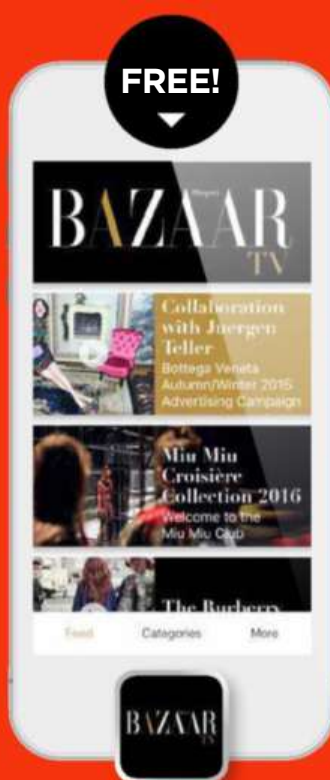 FREE!
Harper's
BAZAAR
TV
Collaboration
with Juergen
Teller
Bottega Veneta
Autumn/Winter 2015
Advertising Campaign
Miu Miu
Croisière
Collection 2016
Welcome to the
Miu Miu Club
The Burberry
Feed
Categories
More
BAZAAR
TV